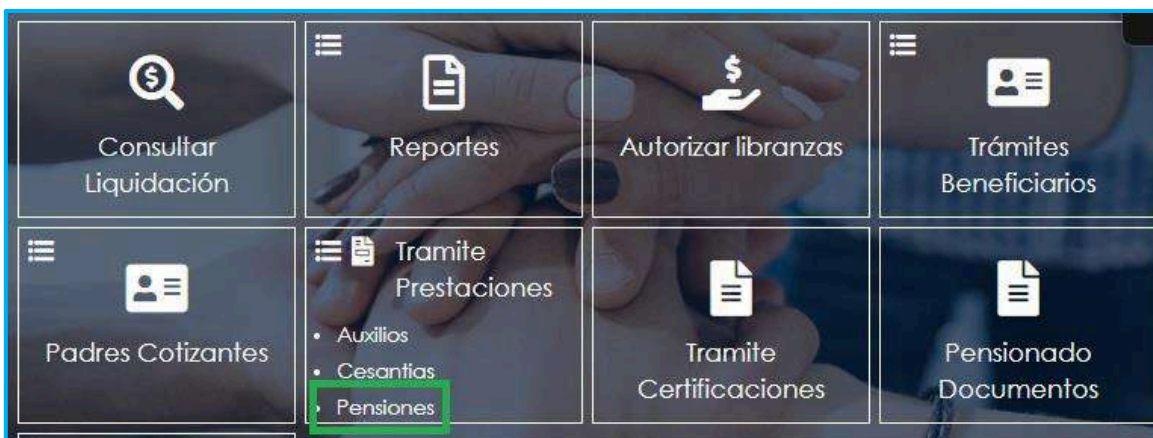 Consultar
Liquidación
Reportes
Autorizar libranzas
Trámites
Beneficiarios
Padres Cotizantes
Tramite
Prestaciones
• Auxilios
• Cesantias
• Pensiones
Tramite
Certificaciones
Pensionado
Documentos